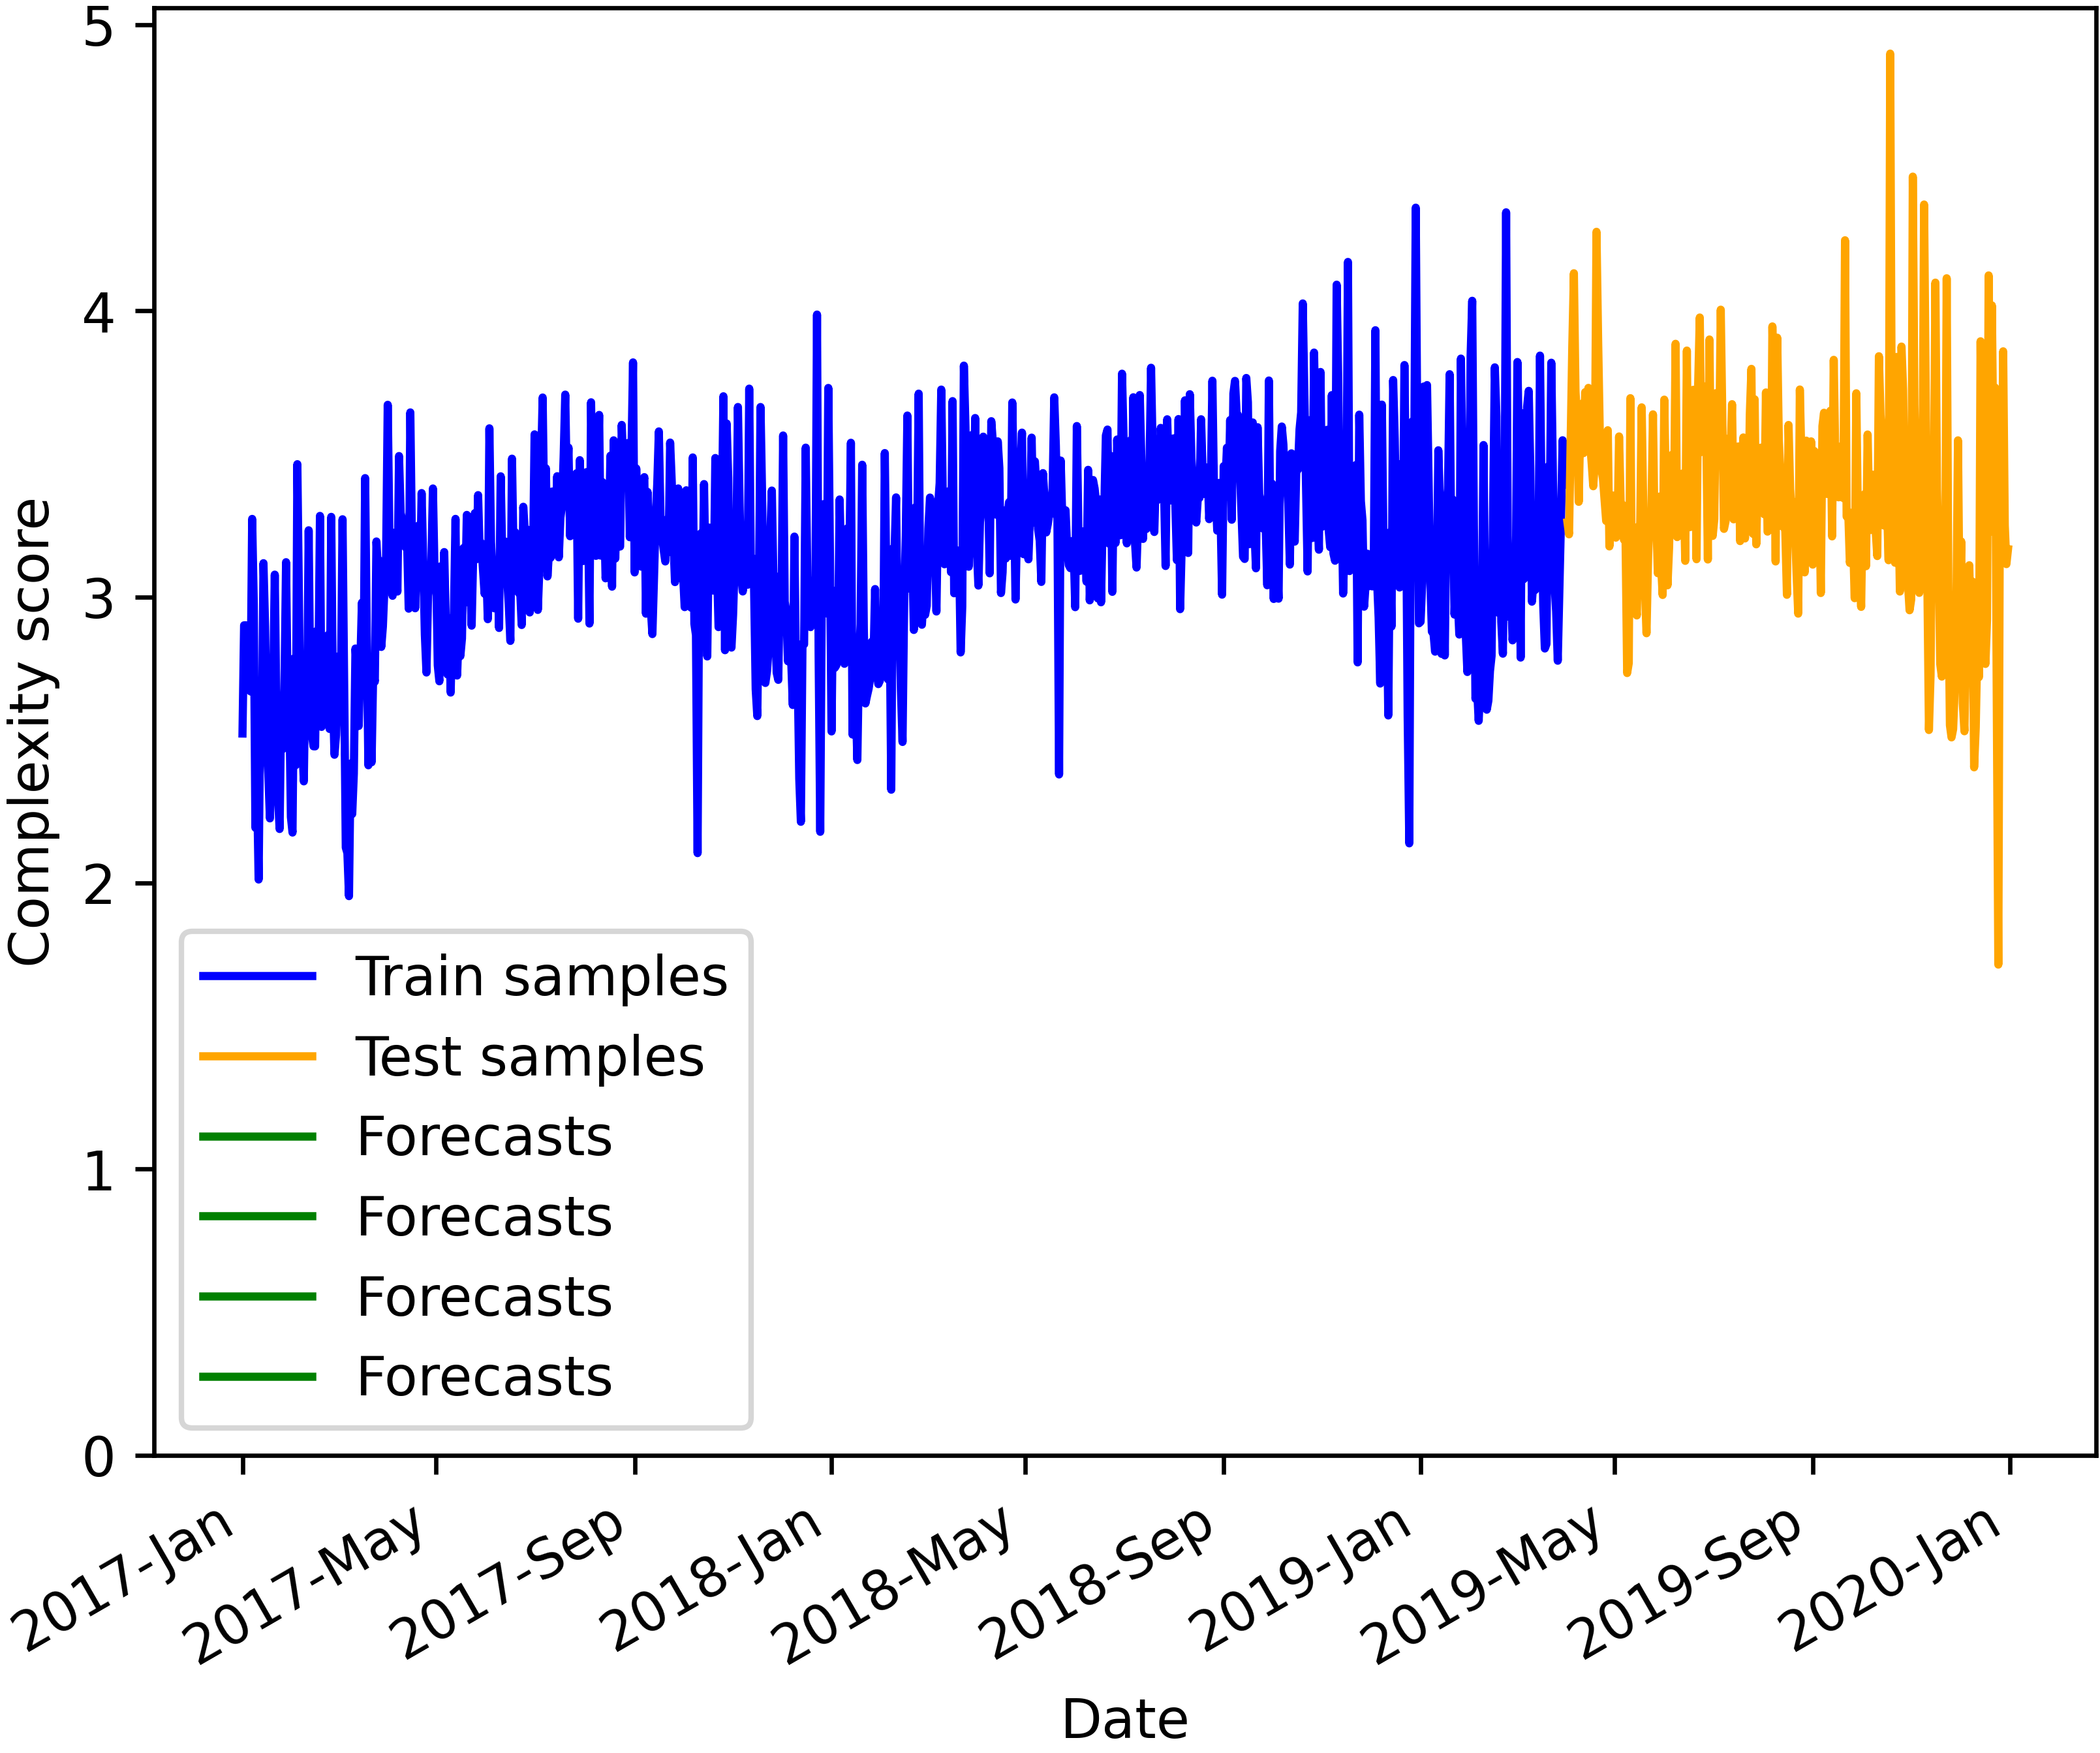 5
4
3
2
1
0
Complexity score
Train samples
Test samples
Forecasts
Forecasts
Forecasts
Forecasts
2017-Jan
2017-May
2017-Sep
2018-Jan
2018-May
2018-Sep
2019-Jan
2019-May
2019-Sep
2020-Jan
Date